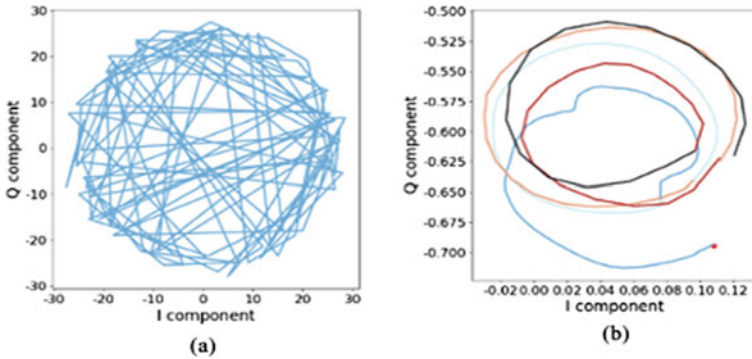 30
20
10
0
-10
-20
-30
Q component
-30 -20 -10 0 10 20 30
I component
(a)
-0.500
-0.525
-0.550
-0.575
-0.600
-0.625
-0.650
-0.675
-0.700
Q component
-0.02 0.00 0.02 0.04 0.06 0.08 0.10 0.12
I component
(b)